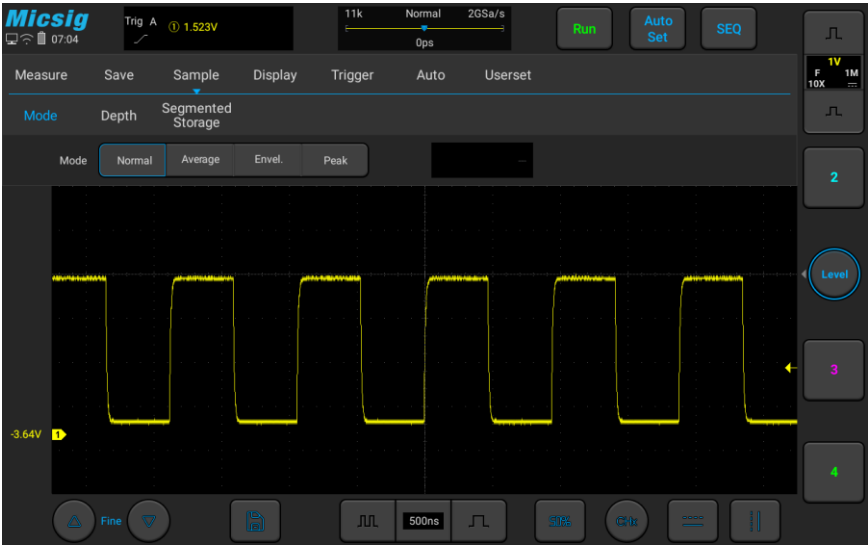 Micsig
07:04
Trig A
① 1.523V
11k Normal 2GSa/s
0ps
Run
Auto Set
SEQ
Measure Save Sample Display Trigger Auto Userset
Mode Depth Segmented Storage
Mode Normal Average Envel. Peak
1V
F 1M
10X
2
Level
3
4
-3.64V 1
Fine
500ns
50%
CHx